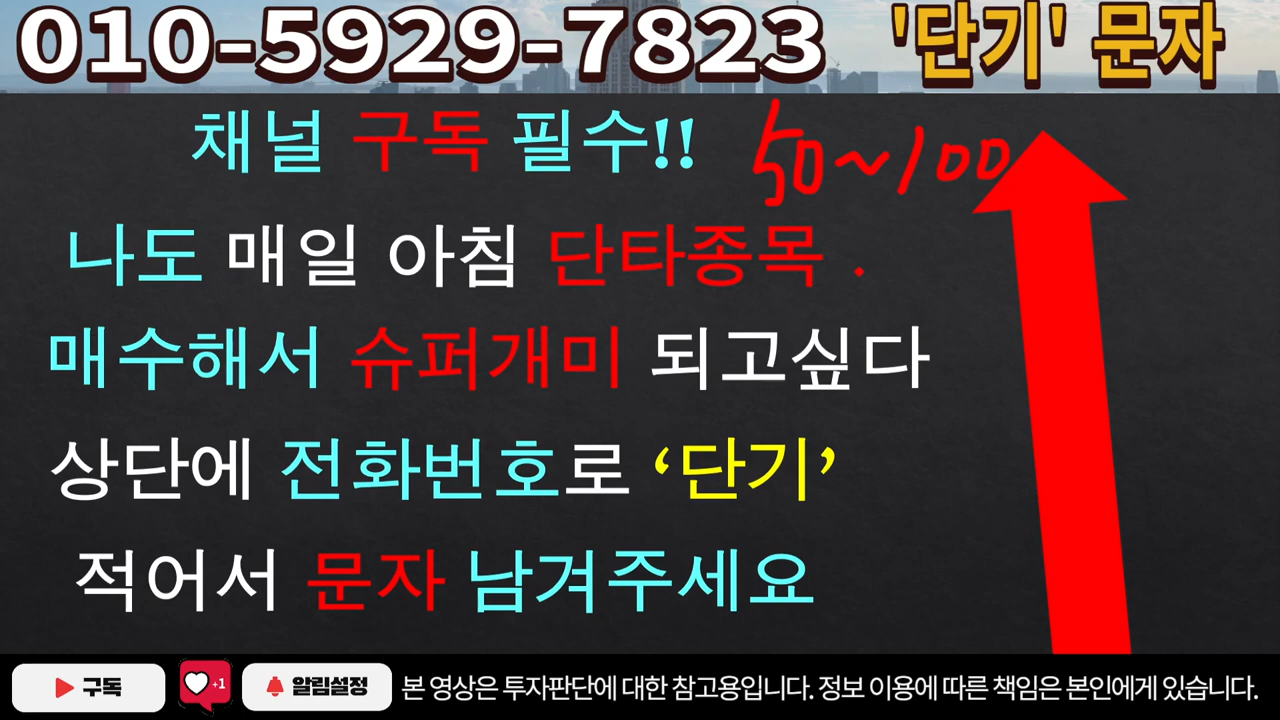 010-5929-7823 '단기' 문자
채널 구독 필수!!
50~100
나도 매일 아침 단타종목 .
매수해서 슈퍼개미 되고싶다
상단에 전화번호로 ‘단기’
적어서 문자 남겨주세요
구독 +1 알림설정 본 영상은 투자판단에 대한 참고용입니다. 정보 이용에 따른 책임은 본인에게 있습니다.